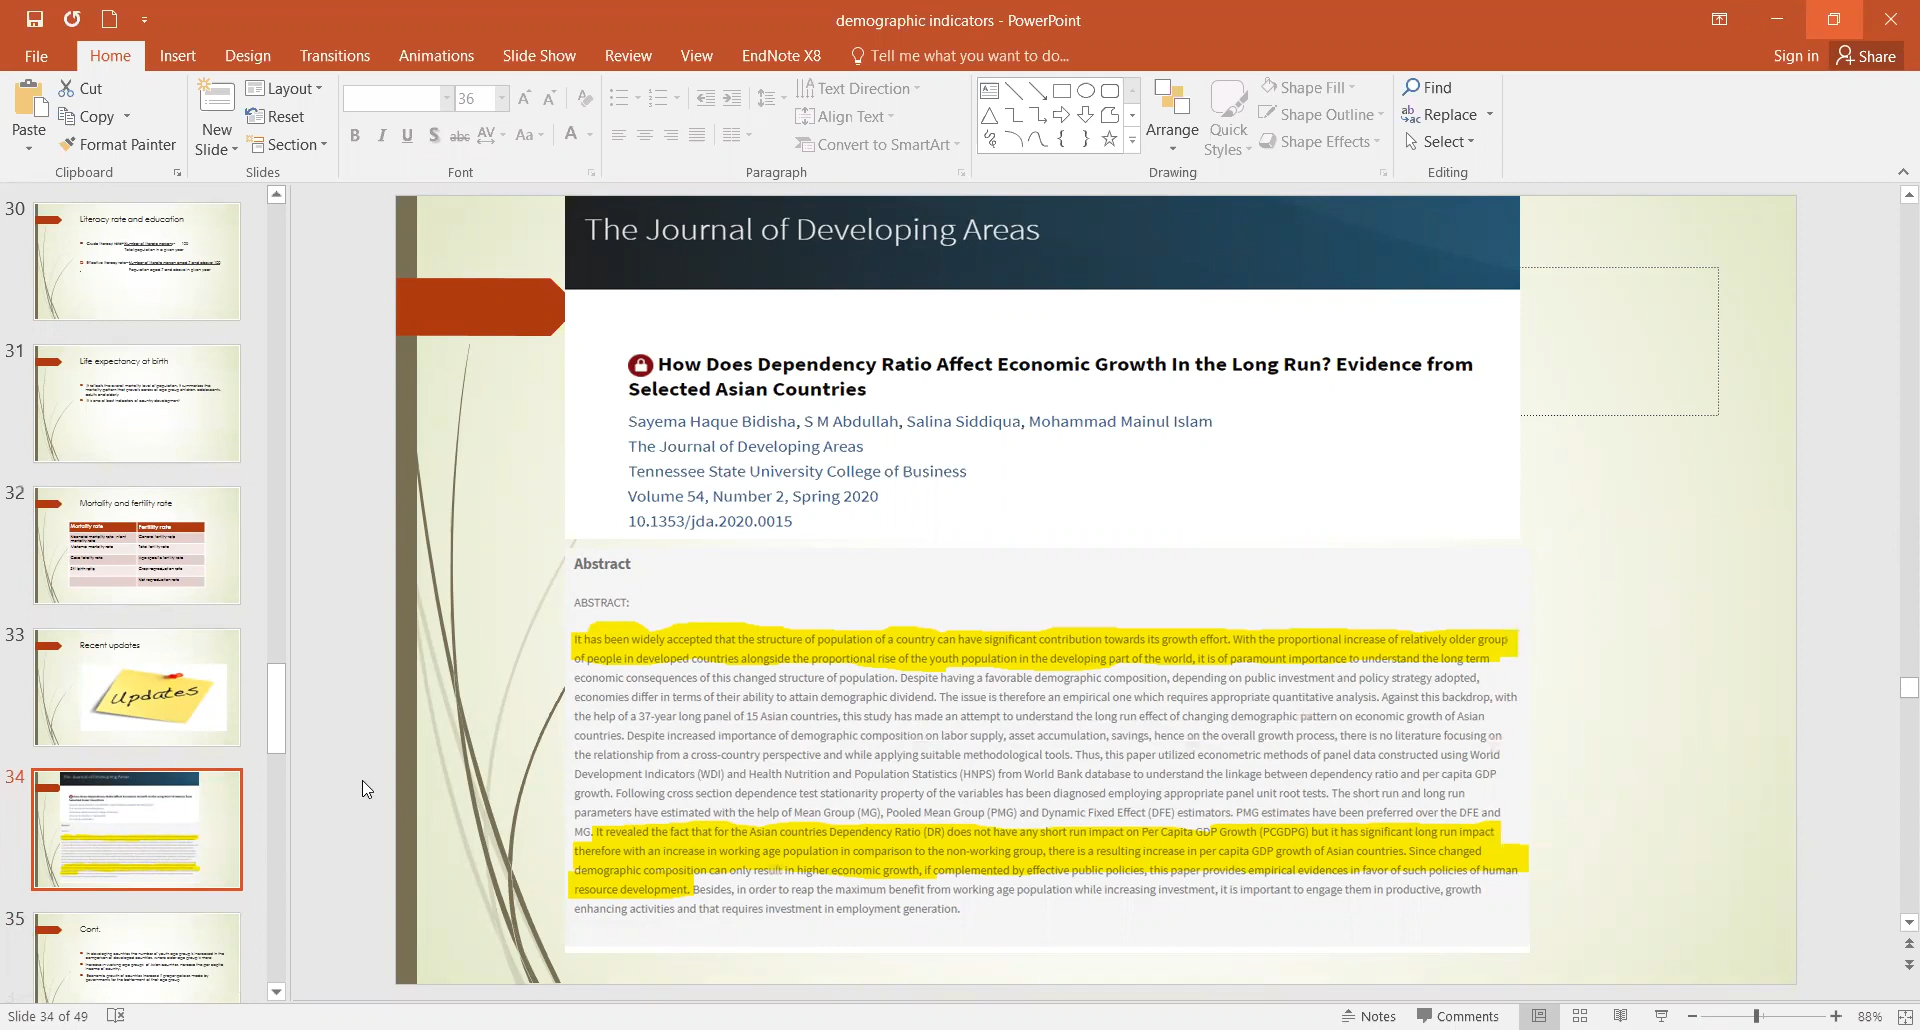 demographic indicators - PowerPoint
File Home Insert Design Transitions Animations Slide Show Review View EndNote X8 Tell me what you want to do... Sign in Share
Paste
Cut
Copy
Format Painter
Clipboard
New Slide
Layout
Reset
Section
Slides
36
B I U S abc AV Aa A
Font
Text Direction
Align Text
Convert to SmartArt
Paragraph
Arrange
Quick Styles
Shape Fill
Shape Outline
Shape Effects
Drawing
Find
Replace
Select
Editing
30
Literacy rate and education
31
Life expectancy at birth
32
Mortality and fertility rate
Mortality rate Fertility rate
33
Recent updates
Updates
34
35
Cont.
The Journal of Developing Areas
How Does Dependency Ratio Affect Economic Growth In the Long Run? Evidence from
Selected Asian Countries
Sayema Haque Bidisha, S M Abdullah, Salina Siddiqua, Mohammad Mainul Islam
The Journal of Developing Areas
Tennessee State University College of Business
Volume 54, Number 2, Spring 2020
10.1353/jda.2020.0015
Abstract
ABSTRACT:
It has been widely accepted that the structure of population of a country can have significant contribution towards its growth effort. With the proportional increase of relatively older group
of people in developed countries alongside the proportional rise of the youth population in the developing part of the world, it is of paramount importance to understand the long term
economic consequences of this changed structure of population. Despite having a favorable demographic composition, depending on public investment and policy strategy adopted,
economies differ in terms of their ability to attain demographic dividend. The issue is therefore an empirical one which requires appropriate quantitative analysis. Against this backdrop, with
the help of a 37-year long panel of 15 Asian countries, this study has made an attempt to understand the long run effect of changing demographic pattern on economic growth of Asian
countries. Despite increased importance of demographic composition on labor supply, asset accumulation, savings, hence on the overall growth process, there is no literature focusing on
the relationship from a cross-country perspective and while applying suitable methodological tools. Thus, this paper utilized econometric methods of panel data constructed using World
Development Indicators (WDI) and Health Nutrition and Population Statistics (HNPS) from World Bank database to understand the linkage between dependency ratio and per capita GDP
growth. Following cross section dependence test stationarity property of the variables has been diagnosed employing appropriate panel unit root tests. The short run and long run
parameters have estimated with the help of Mean Group (MG), Pooled Mean Group (PMG) and Dynamic Fixed Effect (DFE) estimators. PMG estimates have been preferred over the DFE and
MG. It revealed the fact that for the Asian countries Dependency Ratio (DR) does not have any short run impact on Per Capita GDP Growth (PCGDPG) but it has significant long run impact
therefore with an increase in working age population in comparison to the non-working group, there is a resulting increase in per capita GDP growth of Asian countries. Since changed
demographic composition can only result in higher economic growth, if complemented by effective public policies, this paper provides empirical evidences in favor of such policies of human
resource development. Besides, in order to reap the maximum benefit from working age population while increasing investment, it is important to engage them in productive, growth
enhancing activities and that requires investment in employment generation.
Slide 34 of 49
Notes
Comments
88%